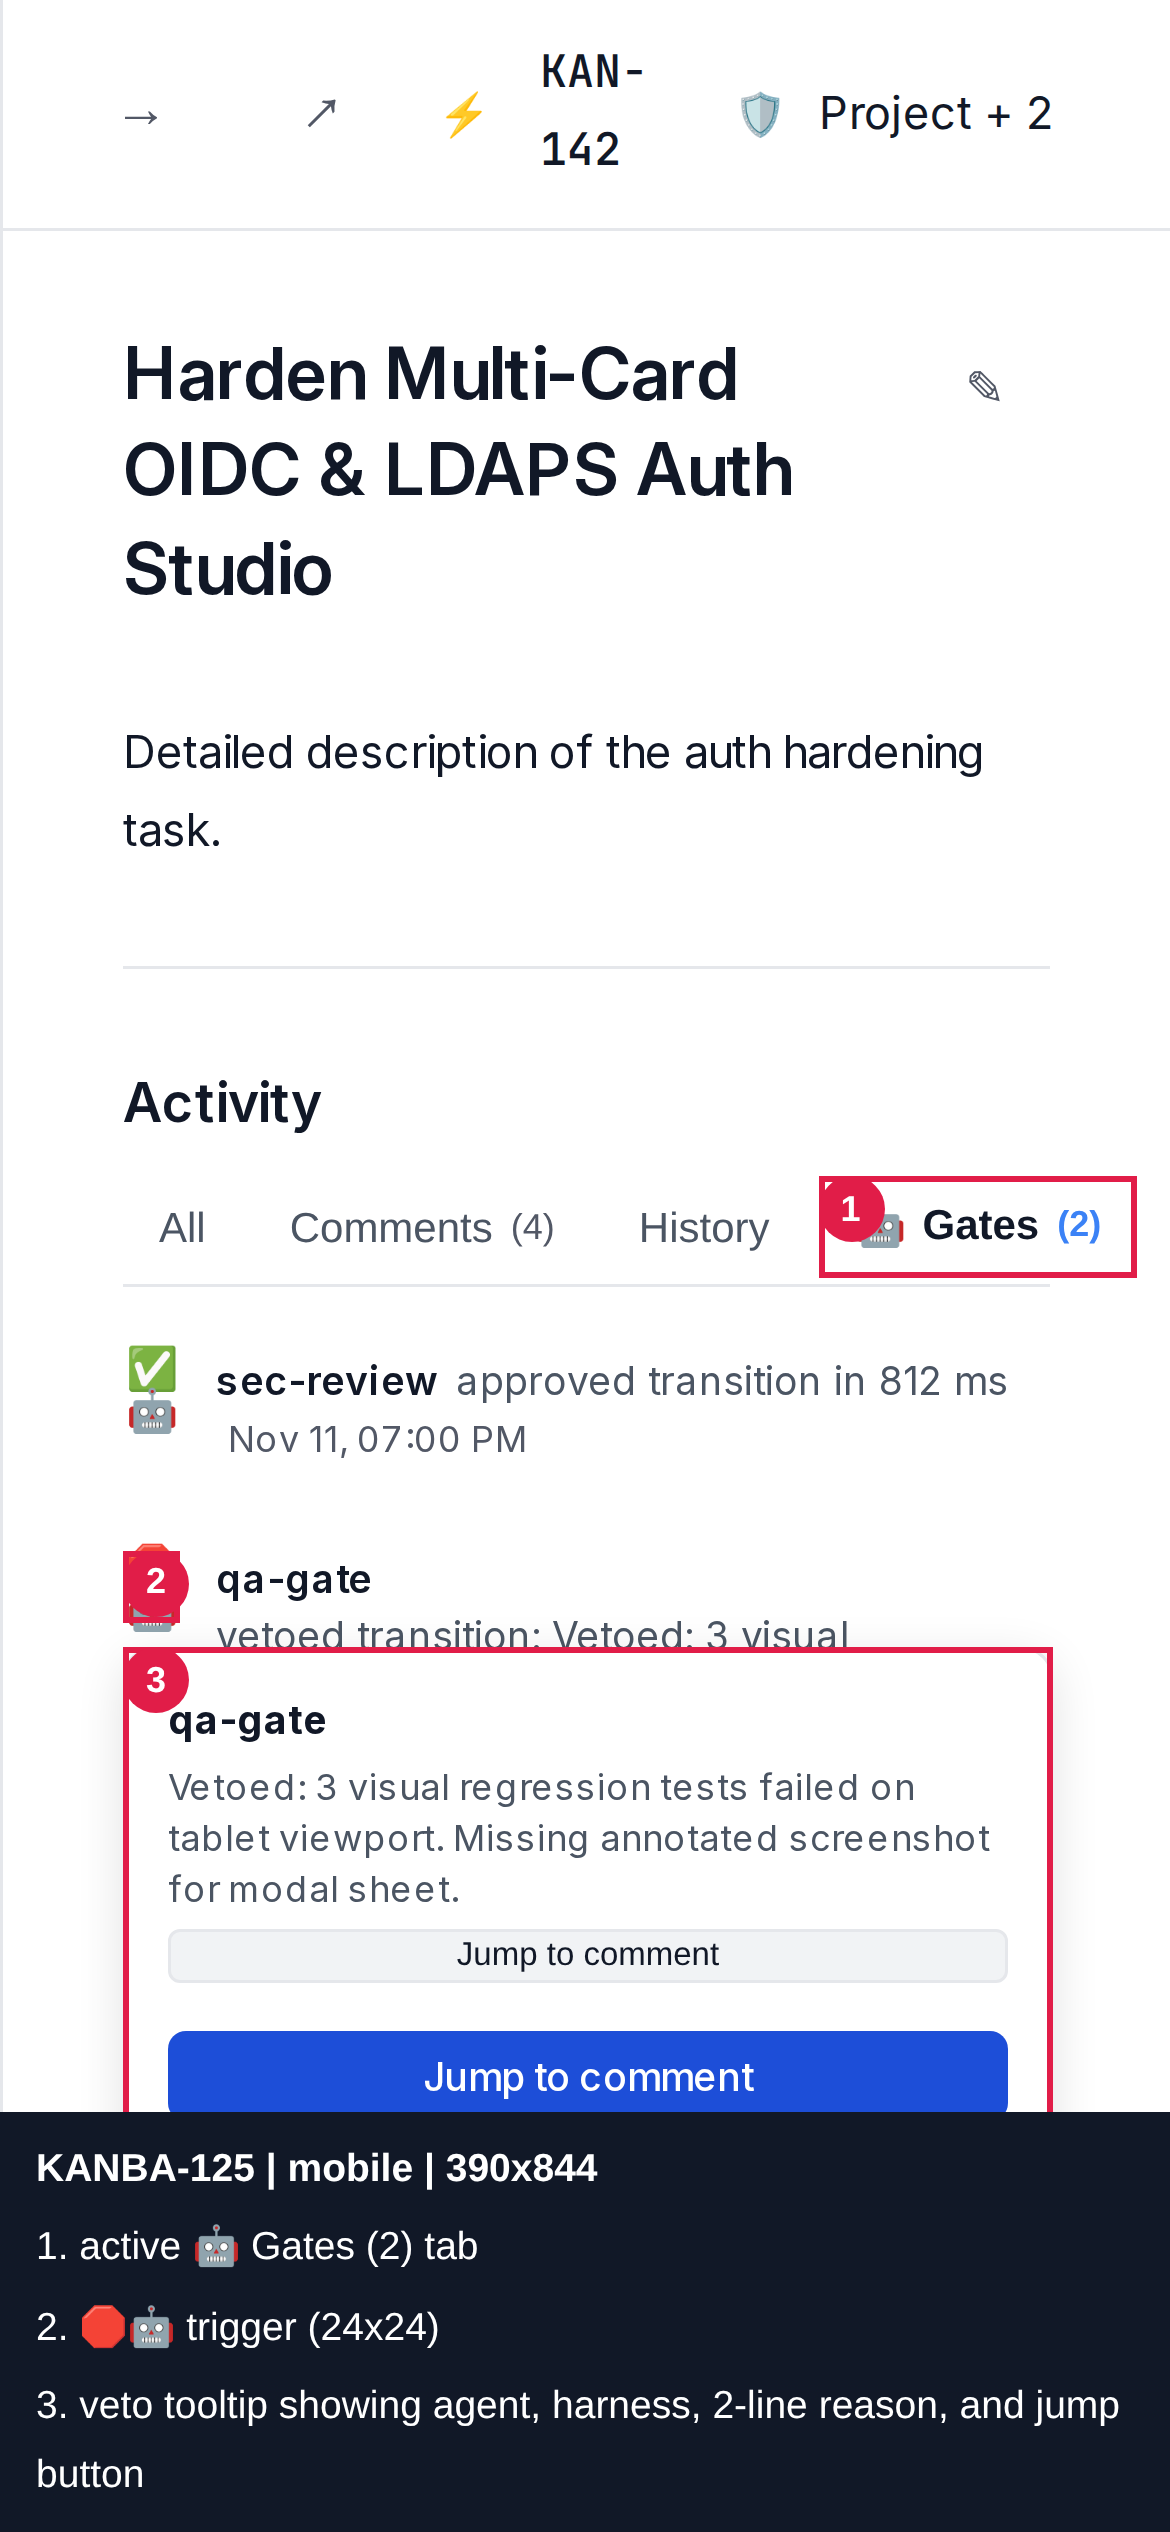 → ↗ ⚡ KAN-
142 🛡️ Project + 2
Harden Multi-Card ✎
OIDC & LDAPS Auth
Studio
Detailed description of the auth hardening
task.
Activity
All Comments (4) History 1 🤖 Gates (2)
✅🤖 sec-review approved transition in 812 ms
Nov 11, 07:00 PM
2 qa-gate
vetoed transition: Vetoed: 3 visual
3
qa-gate
Vetoed: 3 visual regression tests failed on
tablet viewport. Missing annotated screenshot
for modal sheet.
Jump to comment
Jump to comment
KANBA-125 | mobile | 390x844
1. active 🤖 Gates (2) tab
2. 🛑🤖 trigger (24x24)
3. veto tooltip showing agent, harness, 2-line reason, and jump
button